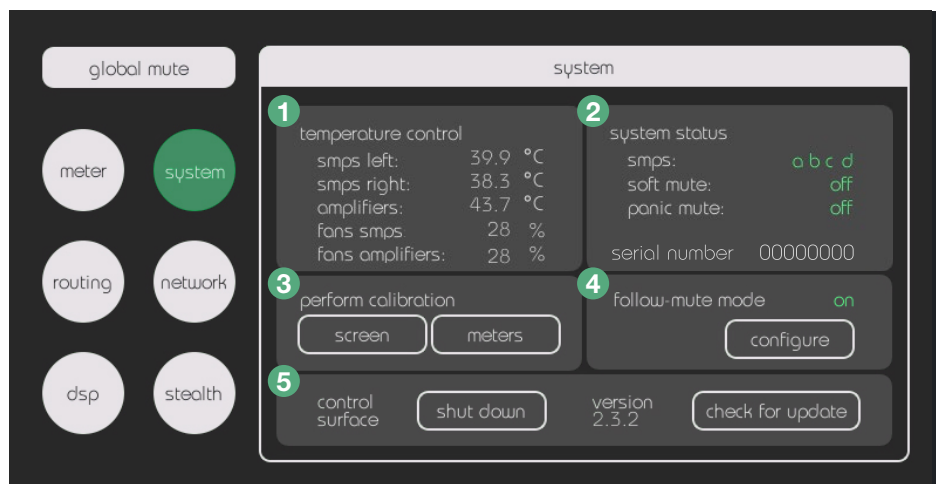 global mute
system
meter
system
routing
network
dsp
stealth
1
temperature control
smps left: 39.9 °C
smps right: 38.3 °C
amplifiers: 43.7 °C
fans smps 28 %
fans amplifiers: 28 %
2
system status
smps: a b c d
soft mute: off
panic mute: off
serial number 00000000
3
perform calibration
screen meters
4
follow-mute mode on
configure
5
control
surface
shut down
version
2.3.2
check for update